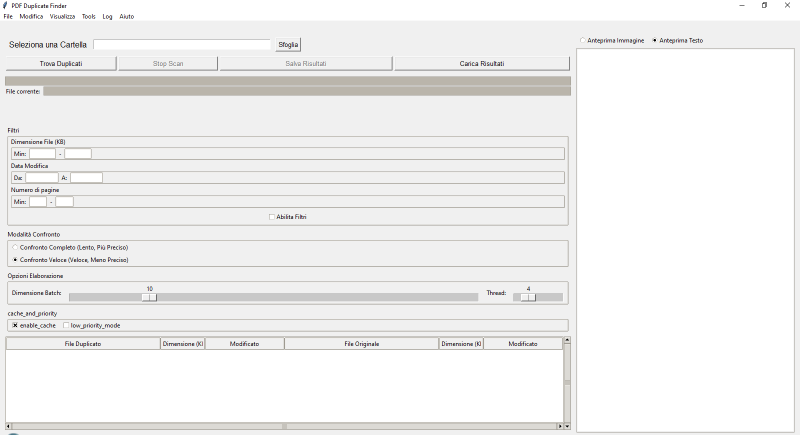 PDF Duplicate Finder
File Modifica Visualizza Tools Log Aiuto
Seleziona una Cartella Sfoglia
Anteprima Immagine Anteprima Testo
Trova Duplicati Stop Scan Salva Risultati Carica Risultati
File corrente:
Filtri
Dimensione File (KB)
Min: -
Data Modifica
Da: A:
Numero di pagine
Min: -
Abilita Filtri
Modalità Confronto
Confronto Completo (Lento, Più Preciso)
Confronto Veloce (Veloce, Meno Preciso)
Opzioni Elaborazione
Dimensione Batch: 10 Thread: 4
cache_and_priority
enable_cache low_priority_mode
File Duplicato Dimensione (KI Modificato File Originale Dimensione (KI Modificato